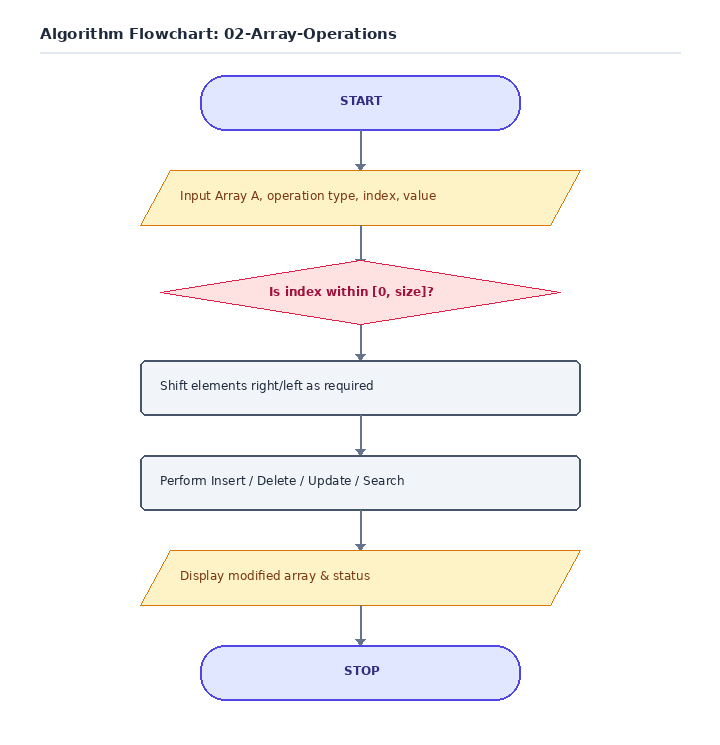 Algorithm Flowchart: 02-Array-Operations
START
Input Array A, operation type, index, value
Is index within [0, size]?
Shift elements right/left as required
Perform Insert / Delete / Update / Search
Display modified array & status
STOP